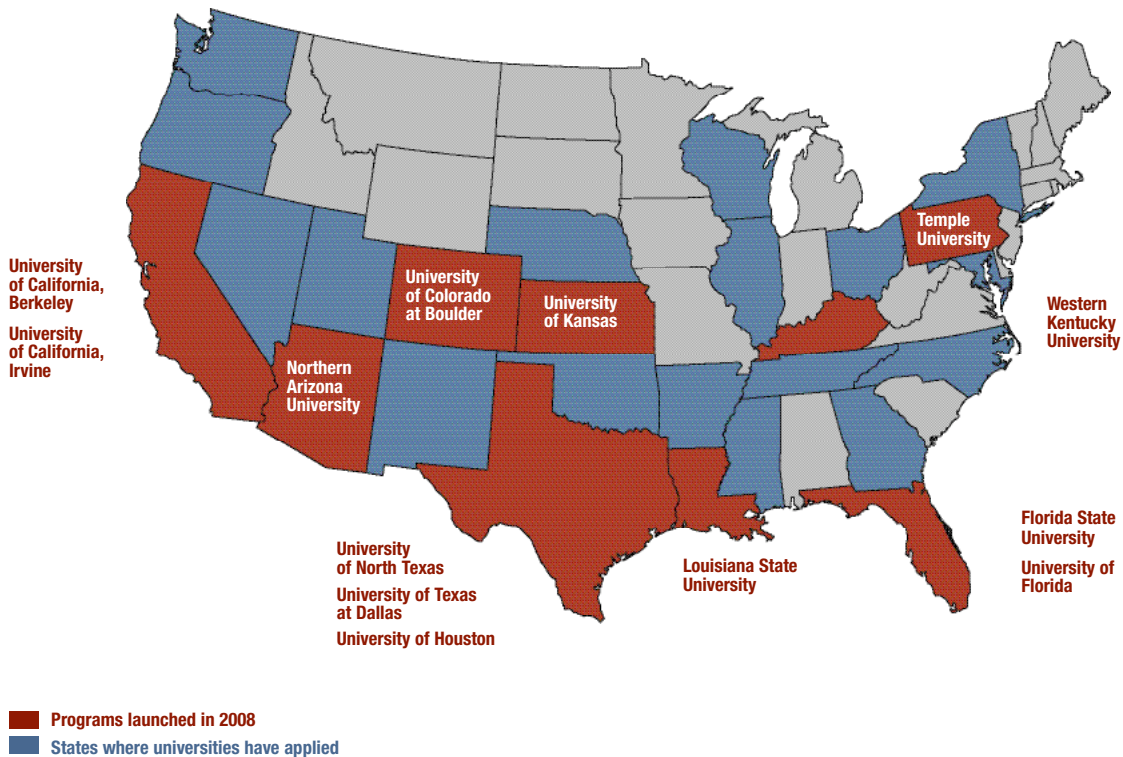 University
of California,
Berkeley
University
of California,
Irvine
University
of Colorado
at Boulder
University
of Kansas
Northern
Arizona
University
Temple
University
Western
Kentucky
University
University
of North Texas
University of Texas
at Dallas
University of Houston
Louisiana State
University
Florida State
University
University of
Florida
Programs launched in 2008
States where universities have applied